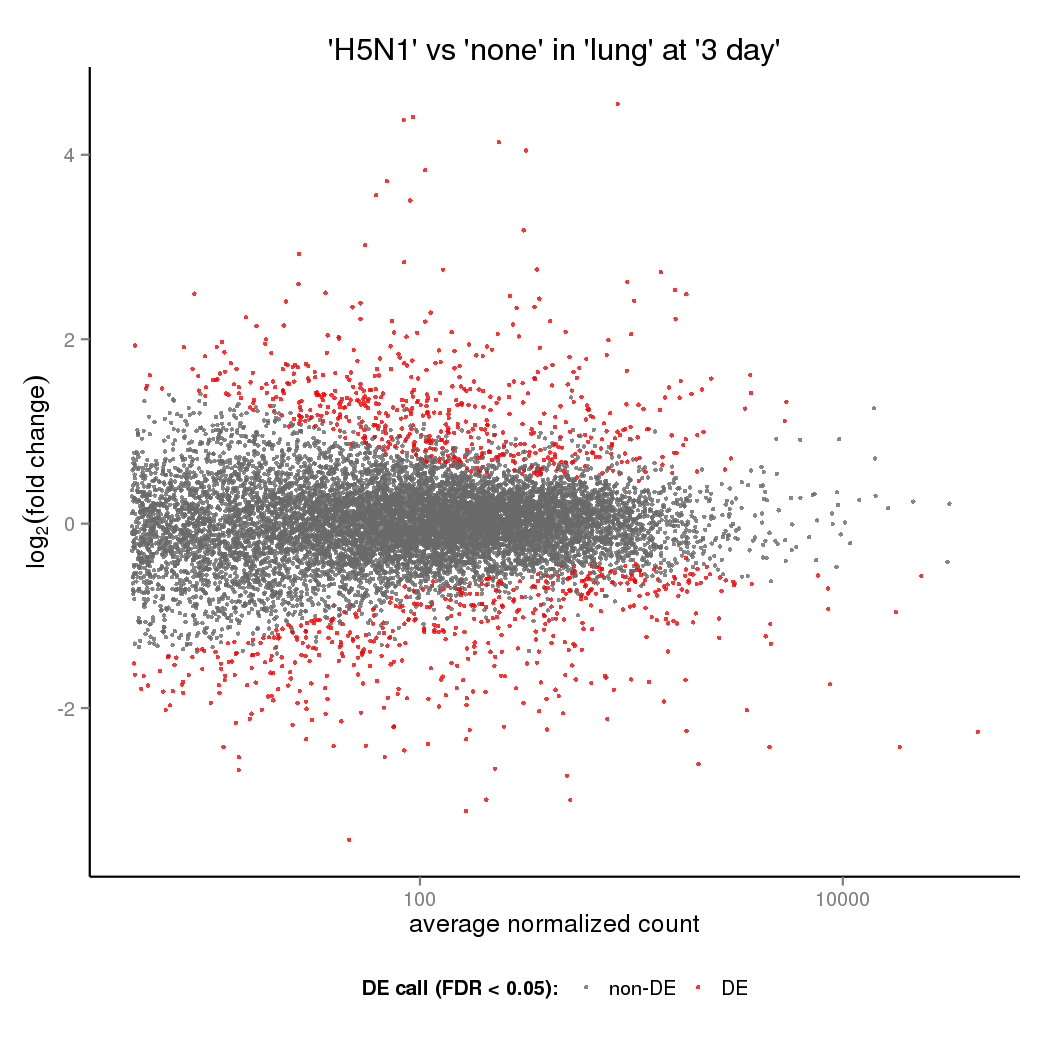 'H5N1' vs 'none' in 'lung' at '3 day'
log₂(fold change)
4
2
0
-2
100
10000
average normalized count
DE call (FDR < 0.05): non-DE DE